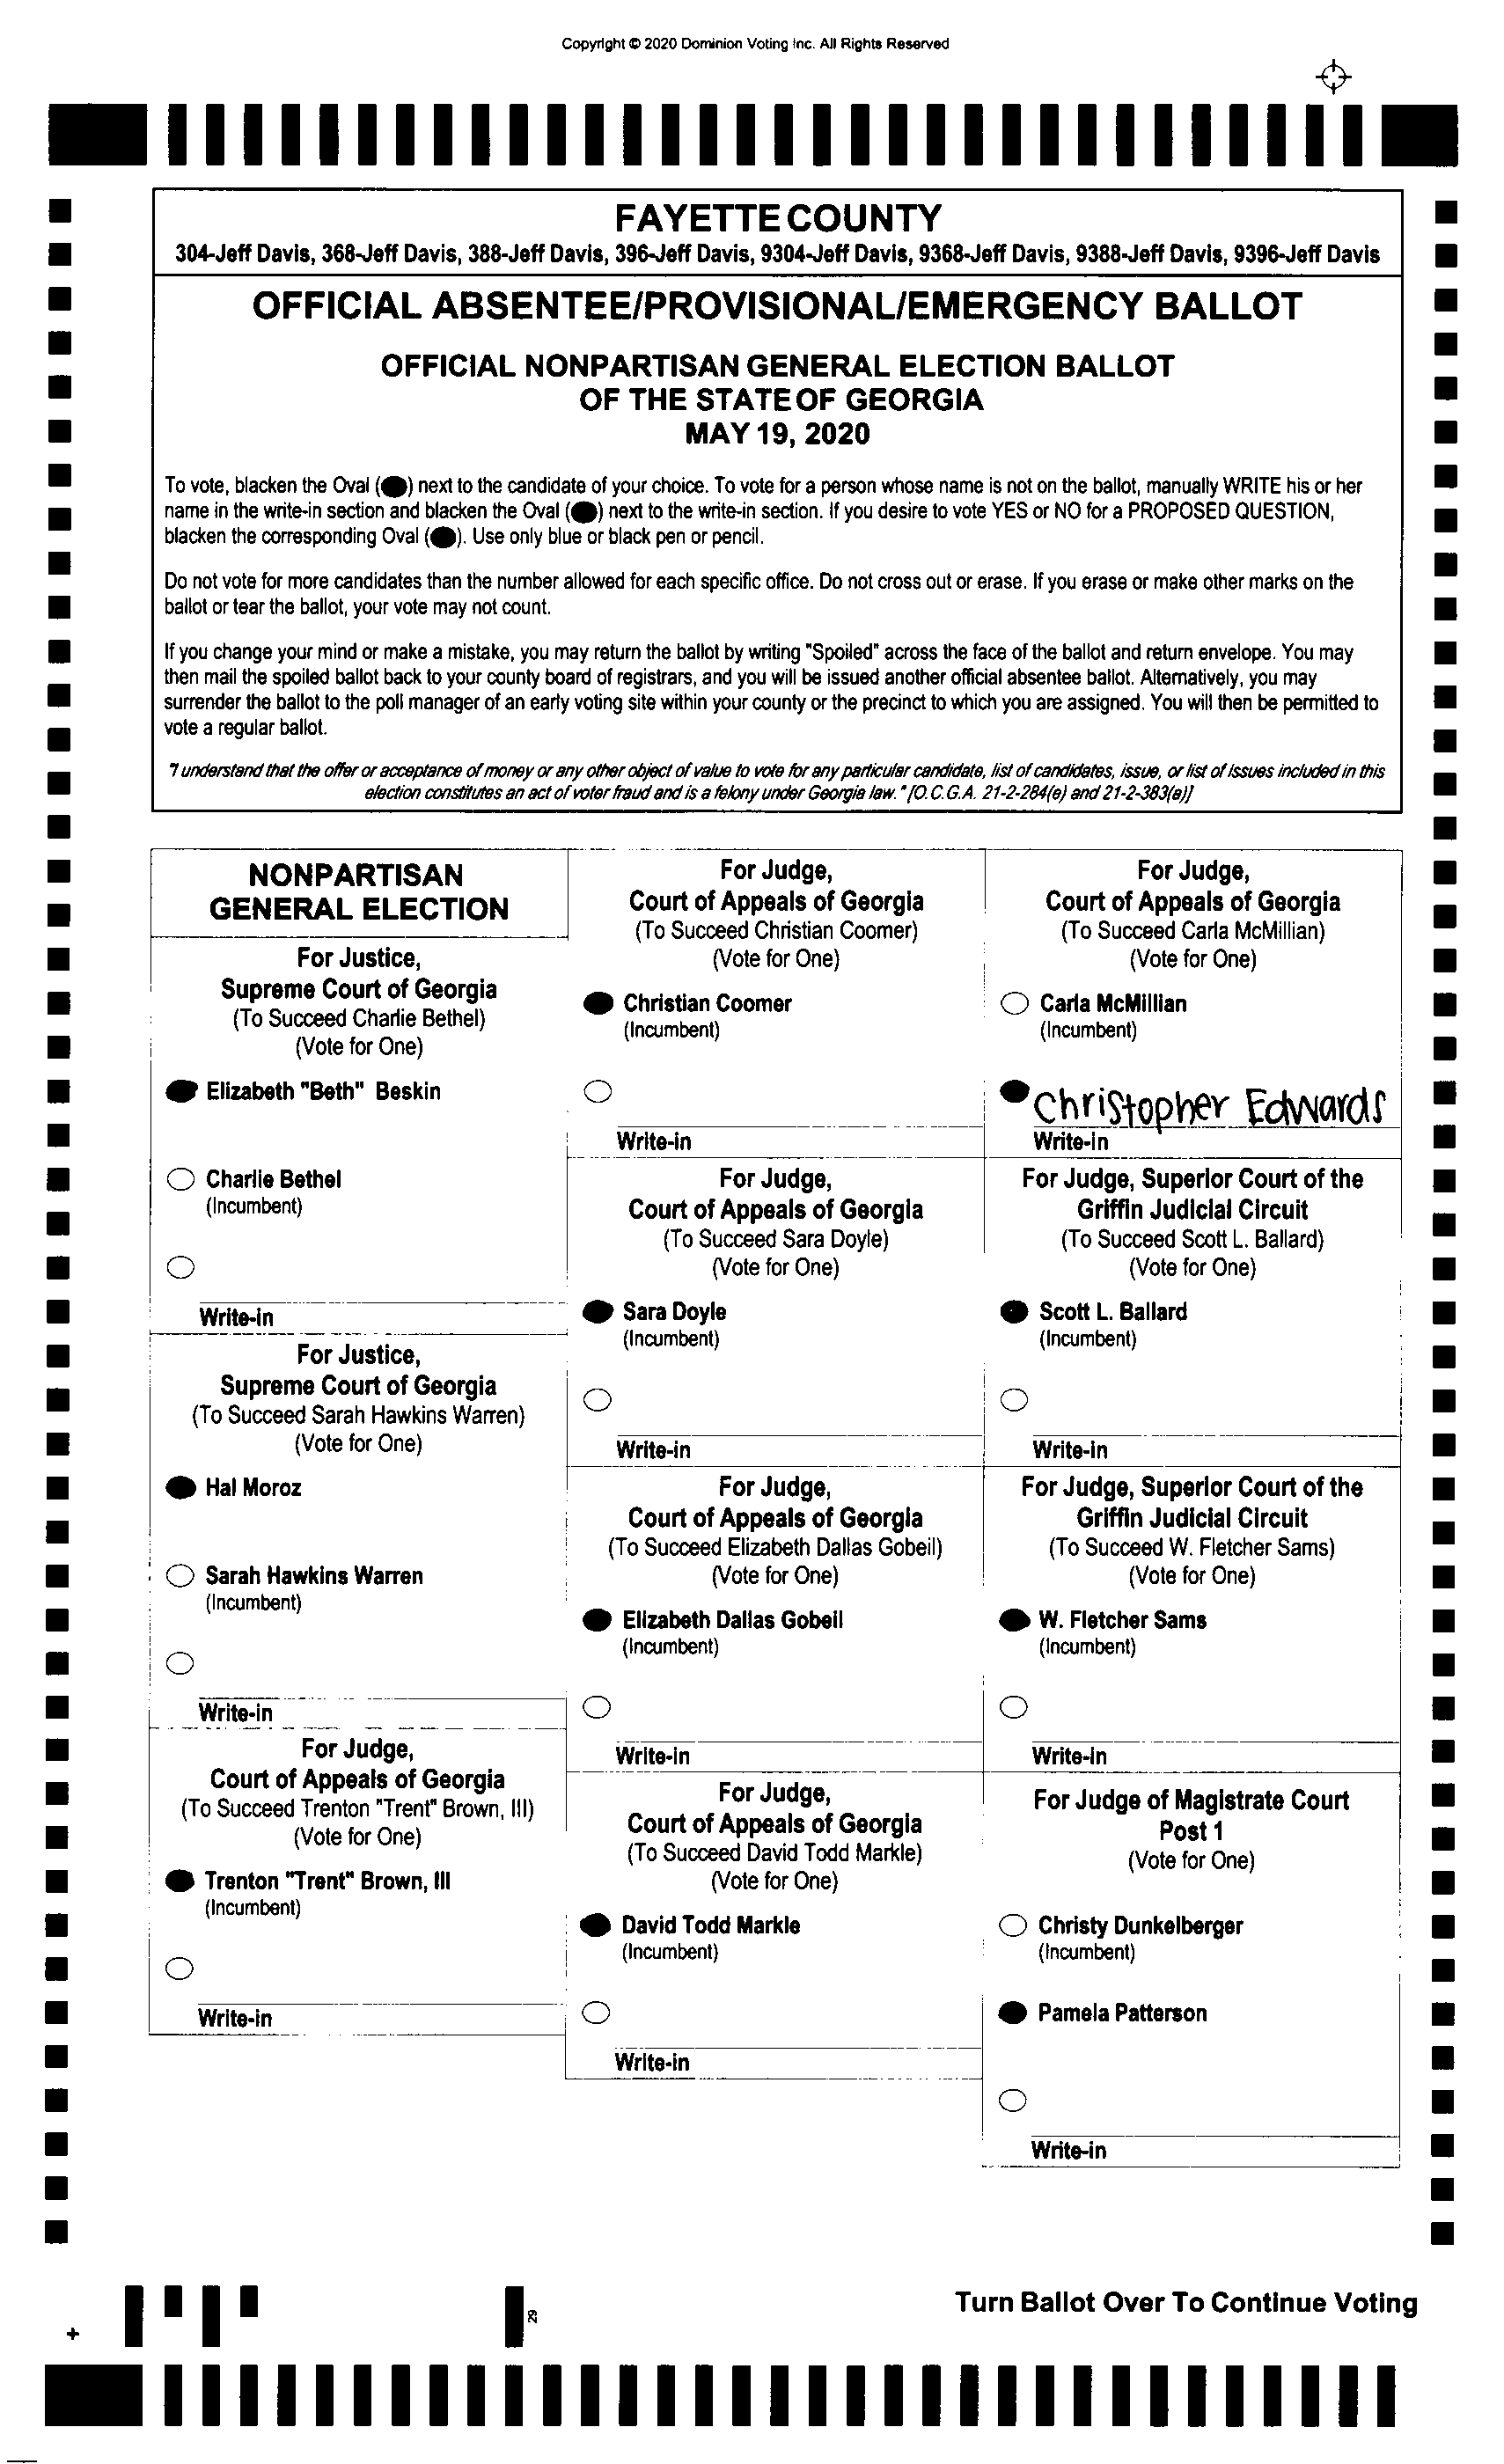 Copyright © 2020 Dominion Voting Inc. All Rights Reserved
FAYETTE COUNTY
304-Jeff Davis, 368-Jeff Davis, 388-Jeff Davis, 396-Jeff Davis, 9304-Jeff Davis, 9368-Jeff Davis, 9388-Jeff Davis, 9396-Jeff Davis
OFFICIAL ABSENTEE/PROVISIONAL/EMERGENCY BALLOT
OFFICIAL NONPARTISAN GENERAL ELECTION BALLOT
OF THE STATE OF GEORGIA
MAY 19, 2020
To vote, blacken the Oval (⬬) next to the candidate of your choice. To vote for a person whose name is not on the ballot, manually WRITE his or her
name in the write-in section and blacken the Oval (⬬) next to the write-in section. If you desire to vote YES or NO for a PROPOSED QUESTION,
blacken the corresponding Oval (⬬). Use only blue or black pen or pencil.
Do not vote for more candidates than the number allowed for each specific office. Do not cross out or erase. If you erase or make other marks on the
ballot or tear the ballot, your vote may not count.
If you change your mind or make a mistake, you may return the ballot by writing "Spoiled" across the face of the ballot and return envelope. You may
then mail the spoiled ballot back to your county board of registrars, and you will be issued another official absentee ballot. Alternatively, you may
surrender the ballot to the poll manager of an early voting site within your county or the precinct to which you are assigned. You will then be permitted to
vote a regular ballot.
"I understand that the offer or acceptance of money or any other object of value to vote for any particular candidate, list of candidates, issue, or list of issues included in this
election constitutes an act of voter fraud and is a felony under Georgia law." [O.C.G.A. 21-2-284(e) and 21-2-383(a)]
NONPARTISAN
GENERAL ELECTION
For Justice,
Supreme Court of Georgia
(To Succeed Charlie Bethel)
(Vote for One)
Elizabeth "Beth" Beskin
Charlie Bethel
(Incumbent)
Write-in
For Justice,
Supreme Court of Georgia
(To Succeed Sarah Hawkins Warren)
(Vote for One)
Hal Moroz
Sarah Hawkins Warren
(Incumbent)
Write-in
For Judge,
Court of Appeals of Georgia
(To Succeed Trenton "Trent" Brown, III)
(Vote for One)
Trenton "Trent" Brown, III
(Incumbent)
Write-in
For Judge,
Court of Appeals of Georgia
(To Succeed Christian Coomer)
(Vote for One)
Christian Coomer
(Incumbent)
Write-in
For Judge,
Court of Appeals of Georgia
(To Succeed Sara Doyle)
(Vote for One)
Sara Doyle
(Incumbent)
Write-in
For Judge,
Court of Appeals of Georgia
(To Succeed Elizabeth Dallas Gobeil)
(Vote for One)
Elizabeth Dallas Gobeil
(Incumbent)
Write-in
For Judge,
Court of Appeals of Georgia
(To Succeed David Todd Markle)
(Vote for One)
David Todd Markle
(Incumbent)
Write-in
For Judge,
Court of Appeals of Georgia
(To Succeed Carla McMillian)
(Vote for One)
Carla McMillian
(Incumbent)
Christopher Edwards
Write-in
For Judge, Superior Court of the
Griffin Judicial Circuit
(To Succeed Scott L. Ballard)
(Vote for One)
Scott L. Ballard
(Incumbent)
Write-in
For Judge, Superior Court of the
Griffin Judicial Circuit
(To Succeed W. Fletcher Sams)
(Vote for One)
W. Fletcher Sams
(Incumbent)
Write-in
For Judge of Magistrate Court
Post 1
(Vote for One)
Christy Dunkelberger
(Incumbent)
Pamela Patterson
Write-in
29
Turn Ballot Over To Continue Voting